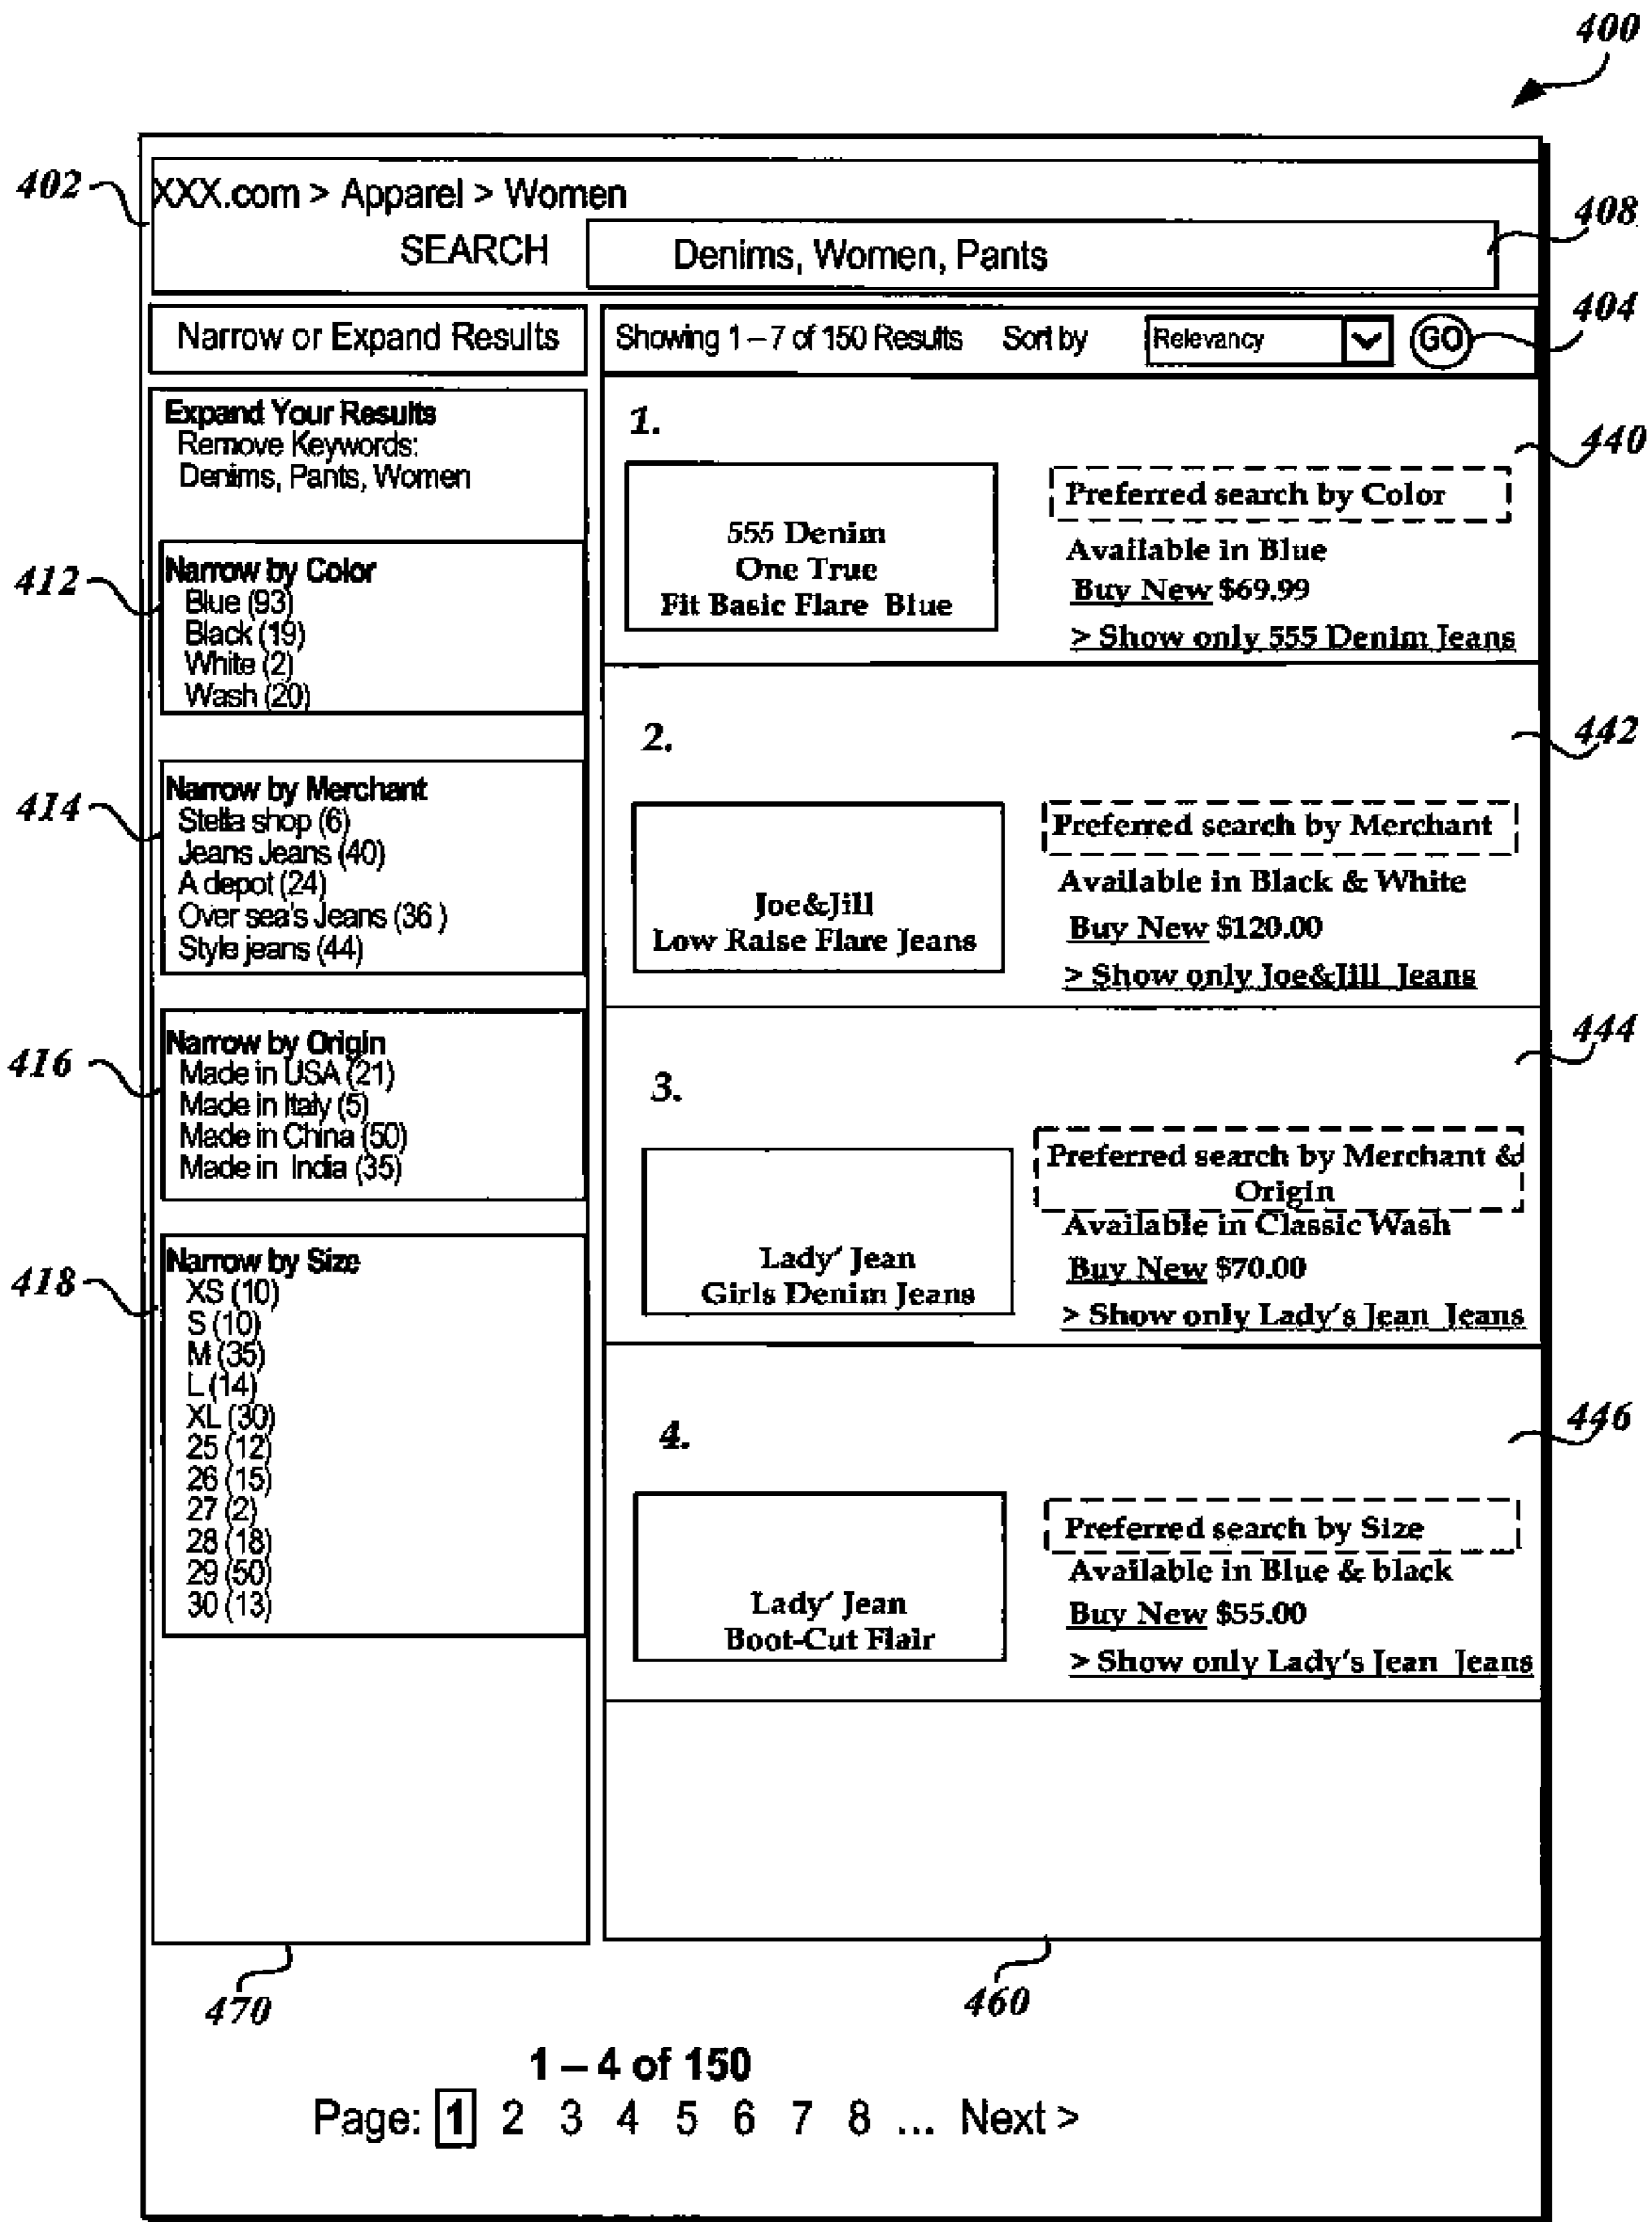 400
402
XXX.com > Apparel > Women
408
SEARCH
Denims, Women, Pants
404
Narrow or Expand Results
Showing 1 – 7 of 150 Results Sort by Relevancy GO
Expand Your Results
Remove Keywords:
Denims, Pants, Women
412
Narrow by Color
Blue (93)
Black (19)
White (2)
Wash (20)
414
Narrow by Merchant
Stella shop (6)
Jeans Jeans (40)
A depot (24)
Over sea's Jeans (36 )
Style jeans (44)
416
Narrow by Origin
Made in USA (21)
Made in Italy (5)
Made in China (50)
Made in India (35)
418
Narrow by Size
XS (10)
S (10)
M (35)
L (14)
XL (30)
25 (12)
26 (15)
27 (2)
28 (18)
29 (50)
30 (13)
470
1.
440
555 Denim
One True
Fit Basic Flare Blue
Preferred search by Color
Available in Blue
Buy New $69.99
> Show only 555 Denim Jeans
2.
442
Joe&Jill
Low Raise Flare Jeans
Preferred search by Merchant
Available in Black & White
Buy New $120.00
> Show only Joe&Jill Jeans
3.
444
Lady' Jean
Girls Denim Jeans
Preferred search by Merchant &
Origin
Available in Classic Wash
Buy New $70.00
> Show only Lady's Jean Jeans
4.
446
Lady' Jean
Boot-Cut Flair
Preferred search by Size
Available in Blue & black
Buy New $55.00
> Show only Lady's Jean Jeans
460
1 – 4 of 150
Page: 1 2 3 4 5 6 7 8 ... Next >